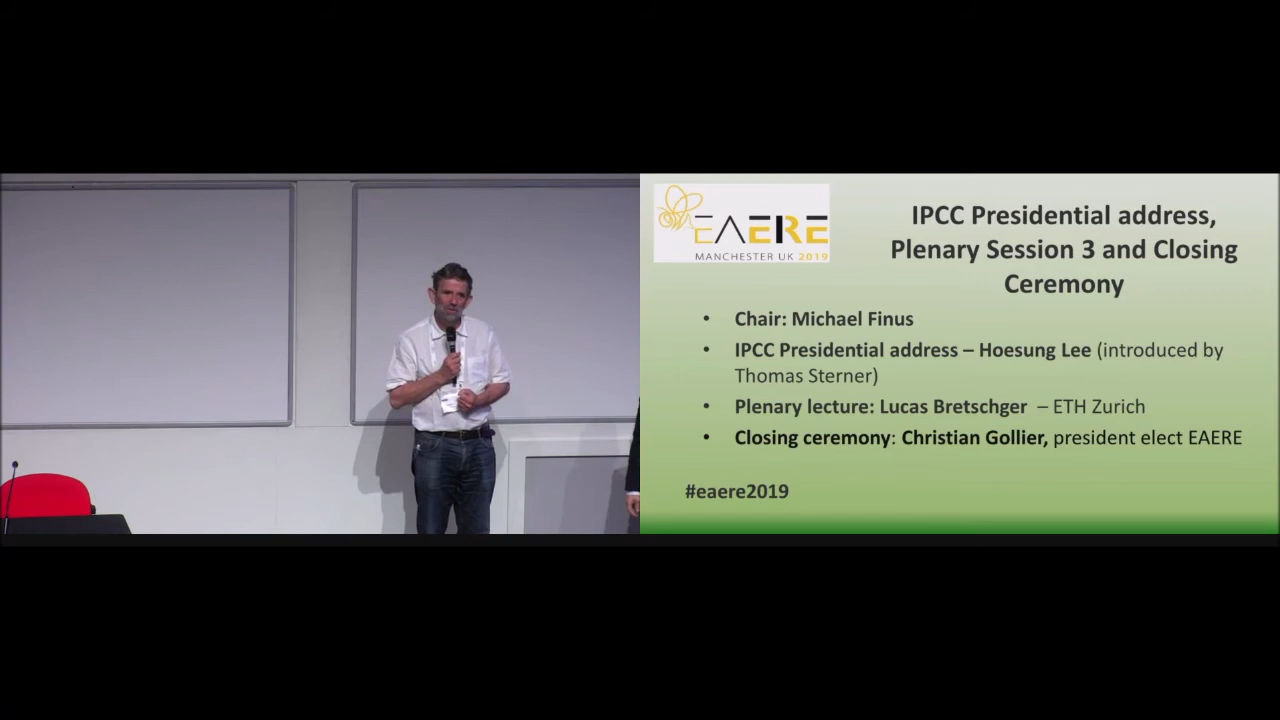 EAERE
MANCHESTER UK 2019
IPCC Presidential address,
Plenary Session 3 and Closing
Ceremony
• Chair: Michael Finus
• IPCC Presidential address – Hoesung Lee (introduced by
Thomas Sterner)
• Plenary lecture: Lucas Bretschger – ETH Zurich
• Closing ceremony: Christian Gollier, president elect EAERE
#eaere2019